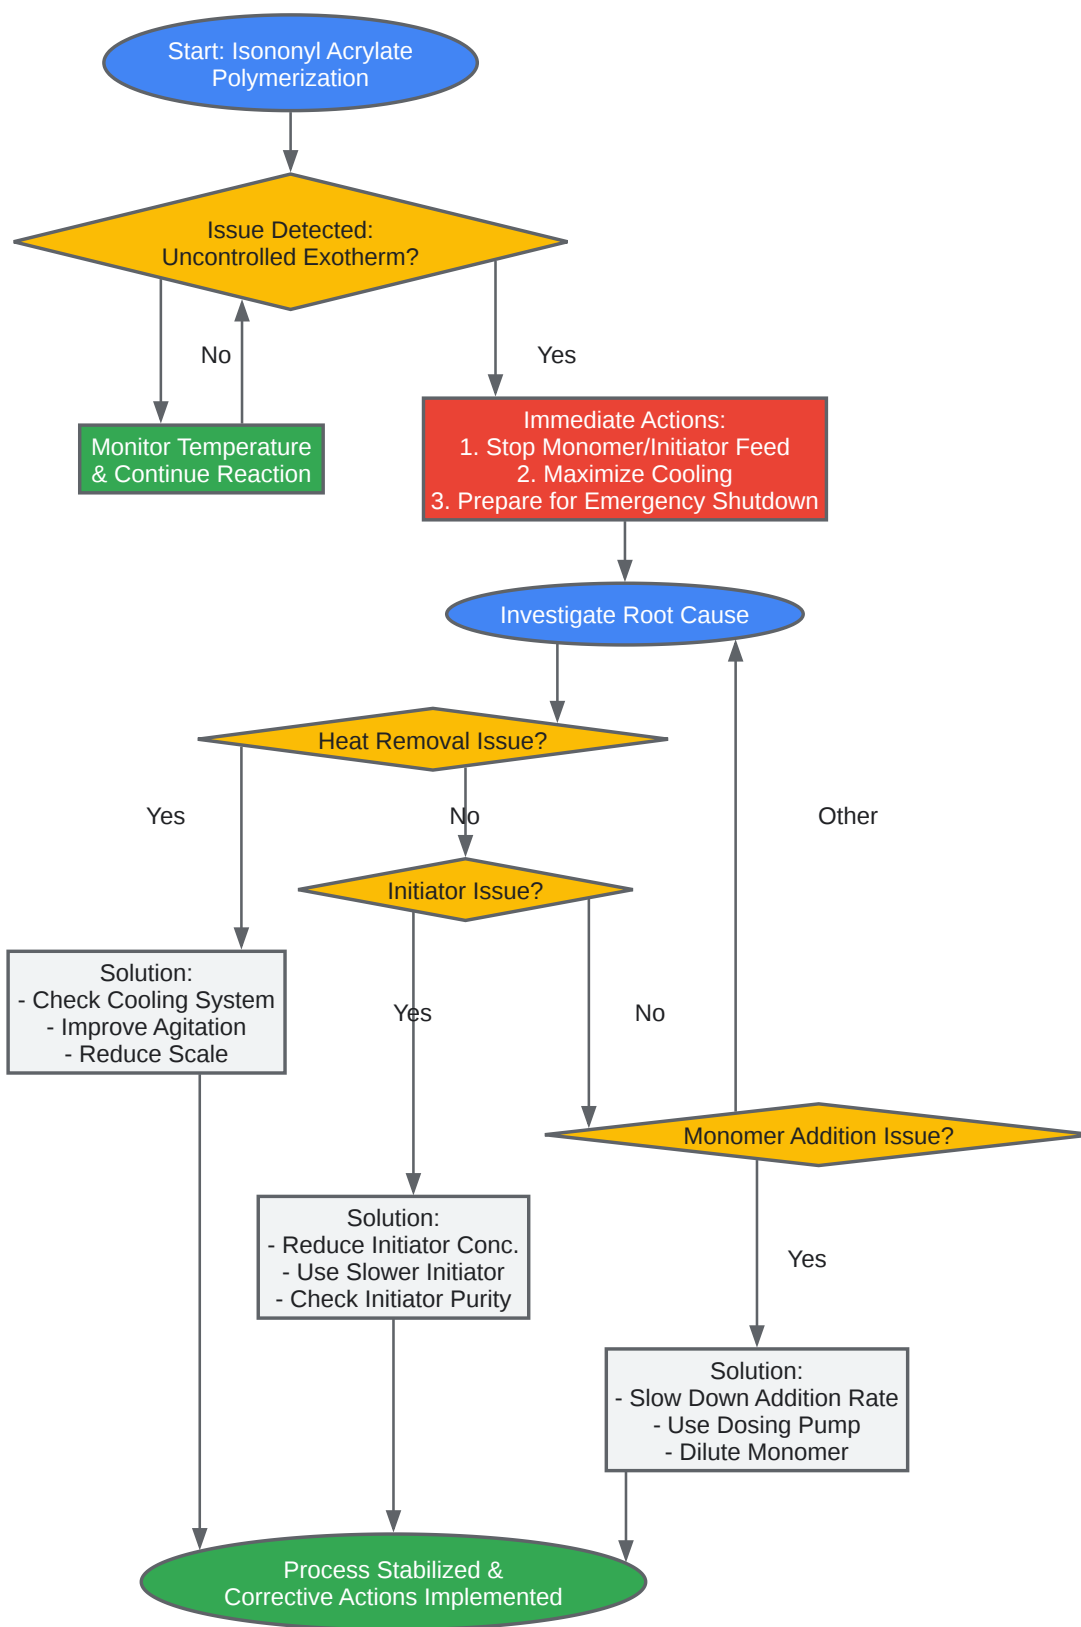 Start: Isononyl Acrylate
Polymerization
Issue Detected:
Uncontrolled Exotherm?
No
Yes
Monitor Temperature
& Continue Reaction
Immediate Actions:
1. Stop Monomer/Initiator Feed
2. Maximize Cooling
3. Prepare for Emergency Shutdown
Investigate Root Cause
Heat Removal Issue?
Yes
No
Other
Initiator Issue?
Solution:
- Check Cooling System
- Improve Agitation
- Reduce Scale
Yes
No
Monomer Addition Issue?
Solution:
- Reduce Initiator Conc.
- Use Slower Initiator
- Check Initiator Purity
Yes
Solution:
- Slow Down Addition Rate
- Use Dosing Pump
- Dilute Monomer
Process Stabilized &
Corrective Actions Implemented